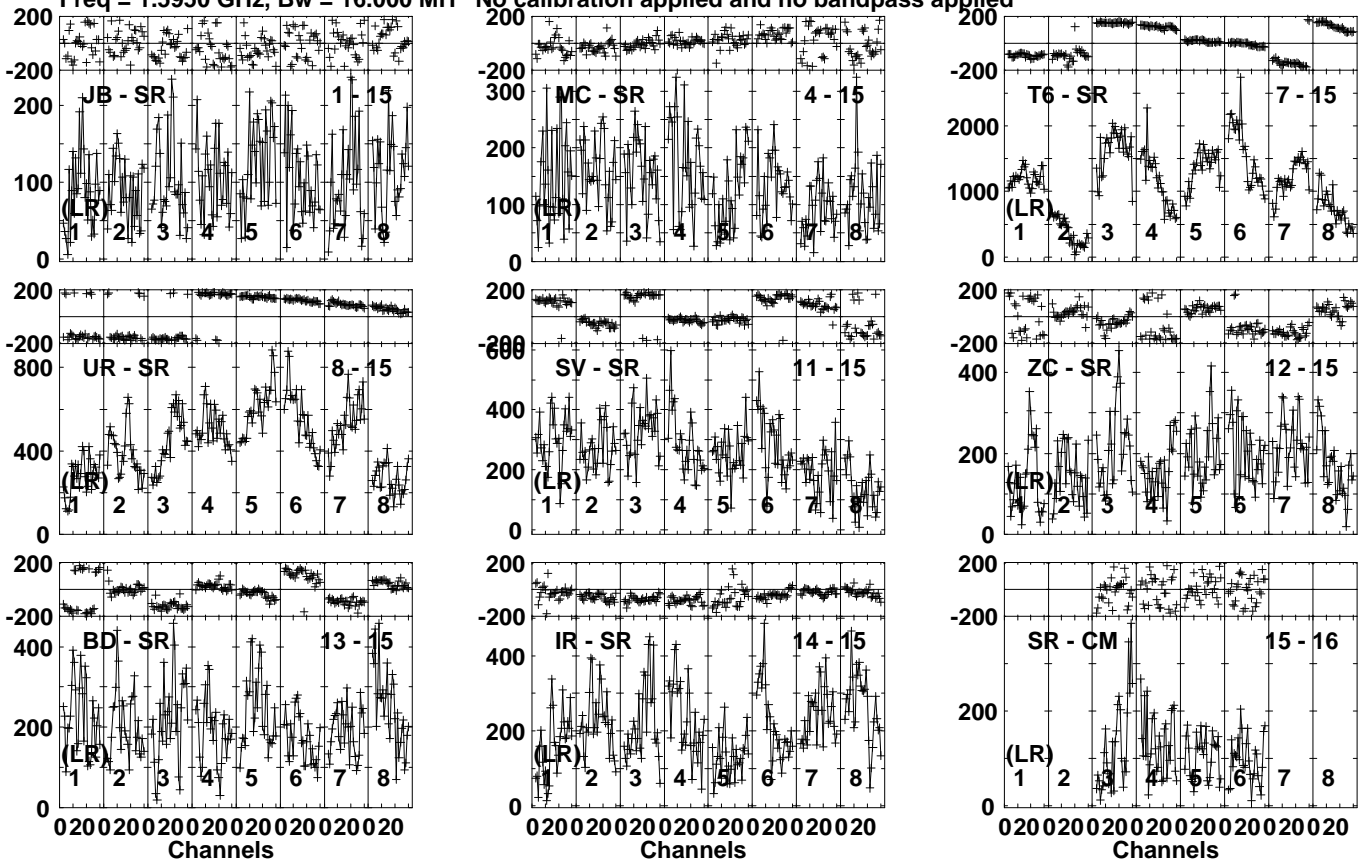 Freq = 1.5950 GHz, Bw = 16.000 MH No calibration applied and no bandpass applied
200
-200
JB - SR 1 - 15
200
100
0
(LR)
1 2 3 4 5 6 7 8
200
-200
MC - SR 4 - 15
300
200
100
0
(LR)
1 2 3 4 5 6 7 8
200
-200
T6 - SR 7 - 15
2000
1000
0
(LR)
1 2 3 4 5 6 7 8
200
-200
UR - SR 8 - 15
800
400
0
(LR)
1 2 3 4 5 6 7 8
200
-200
600
SV - SR 11 - 15
400
200
0
(LR)
1 2 3 4 5 6 7 8
200
-200
ZC - SR 12 - 15
400
200
0
(LR)
1 2 3 4 5 6 7 8
200
-200
BD - SR 13 - 15
400
200
0
(LR)
1 2 3 4 5 6 7 8
0 20 0 20 0 20 0 20 0 20 0 20 0 20 0 20
Channels
200
-200
IR - SR 14 - 15
400
200
0
(LR)
1 2 3 4 5 6 7 8
0 20 0 20 0 20 0 20 0 20 0 20 0 20 0 20
Channels
200
-200
SR - CM 15 - 16
200
0
(LR)
1 2 3 4 5 6 7 8
0 20 0 20 0 20 0 20 0 20 0 20 0 20 0 20
Channels